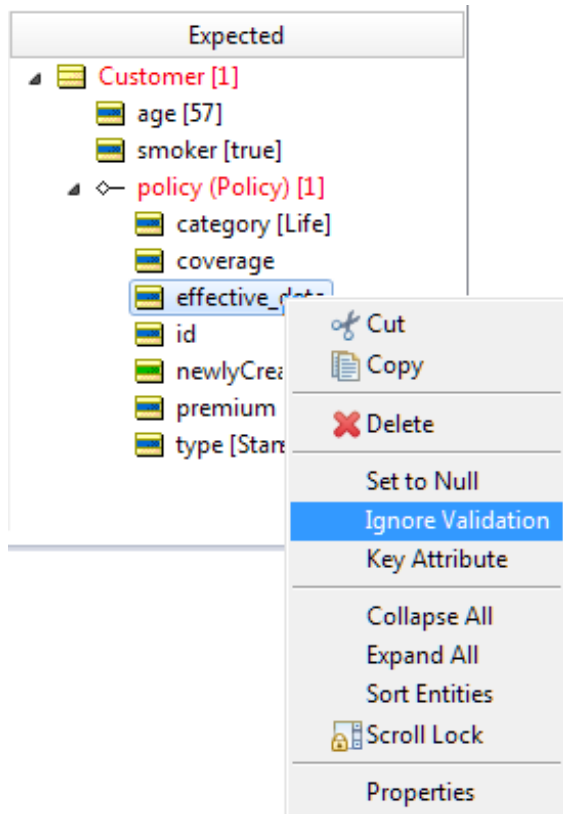 Expected
Customer [1]
age [57]
smoker [true]
policy (Policy) [1]
category [Life]
coverage
effective_date
id
newlyCrea
premium
type [Stan
Cut
Copy
Delete
Set to Null
Ignore Validation
Key Attribute
Collapse All
Expand All
Sort Entities
Scroll Lock
Properties